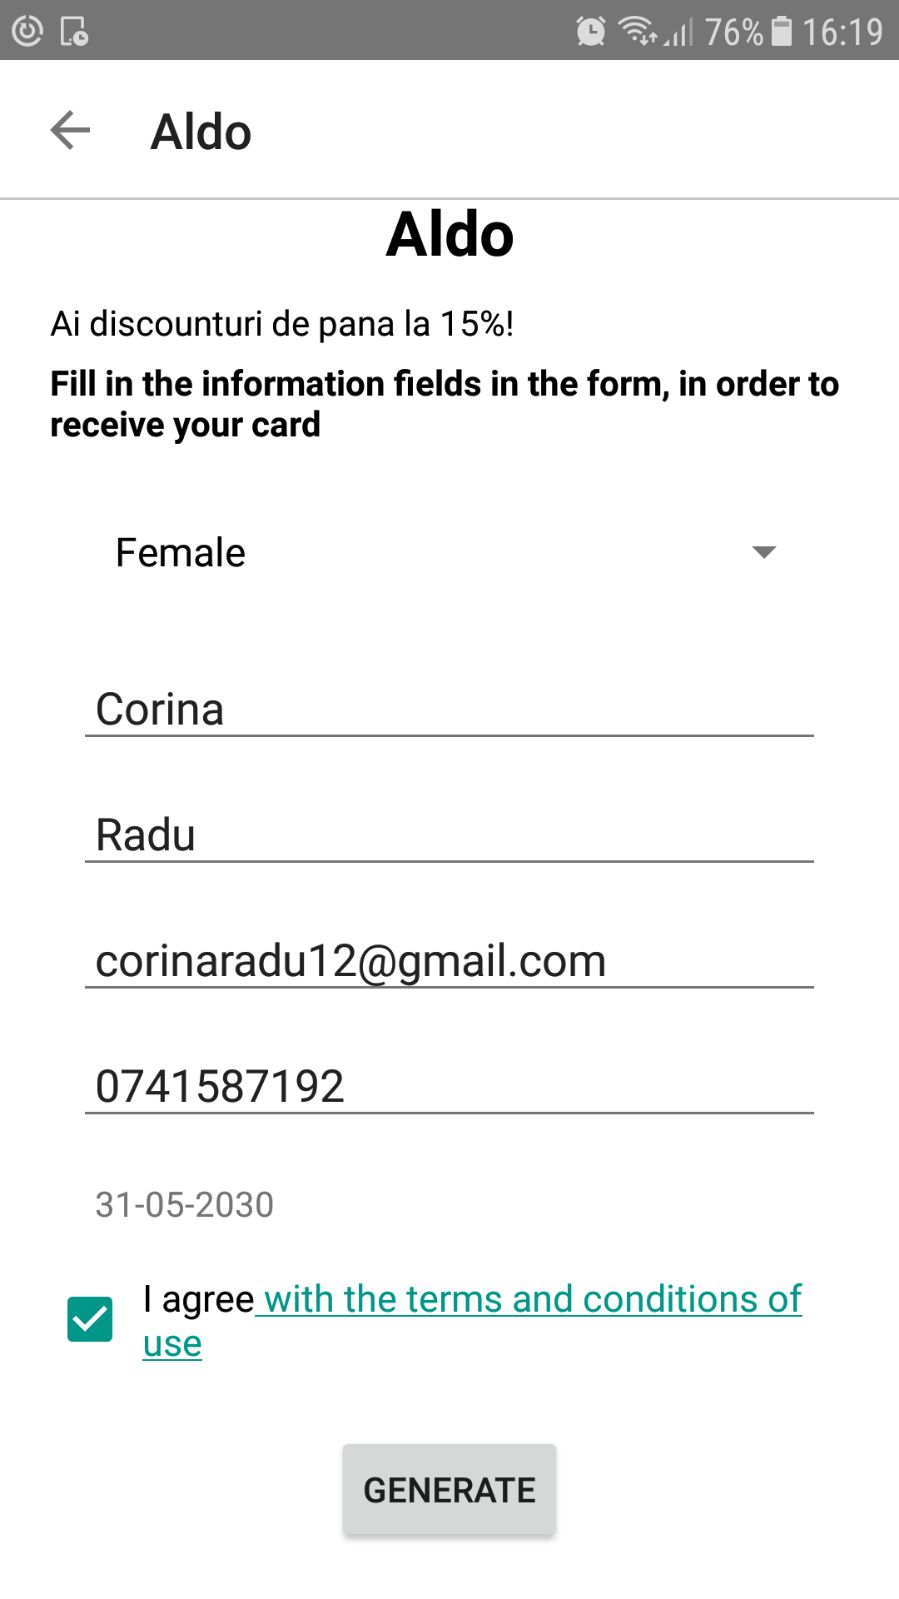 76% 16:19
Aldo
Aldo
Ai discounturi de pana la 15%!
Fill in the information fields in the form, in order to
receive your card
Female
Corina
Radu
corinaradu12@gmail.com
0741587192
31-05-2030
I agree with the terms and conditions of
use
GENERATE